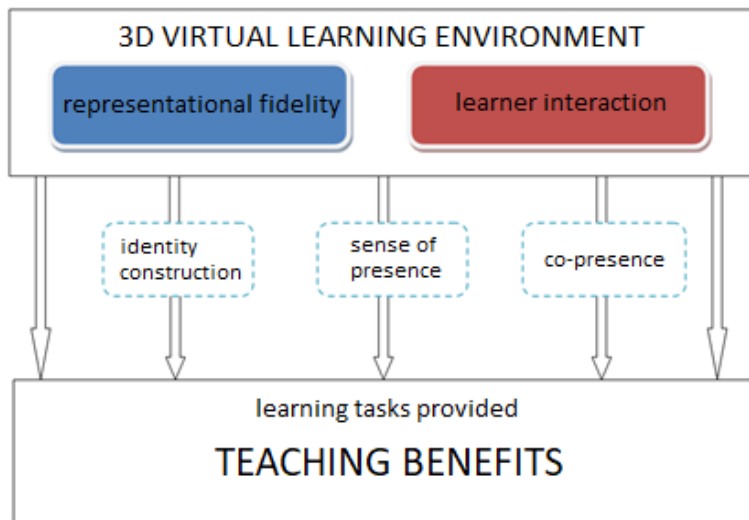 3D VIRTUAL LEARNING ENVIRONMENT
representational fidelity
learner interaction
identity
construction
sense of
presence
co-presence
learning tasks provided
TEACHING BENEFITS